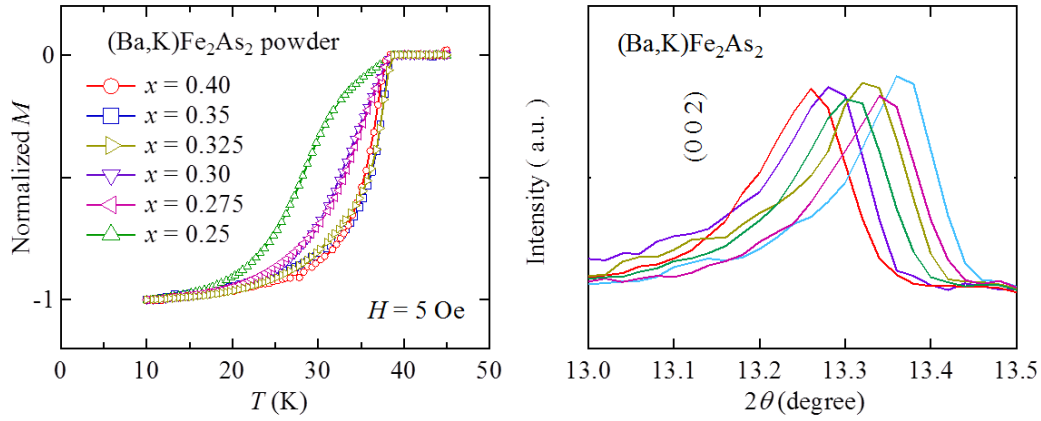 (Ba,K)Fe₂As₂ powder
x = 0.40
x = 0.35
x = 0.325
x = 0.30
x = 0.275
x = 0.25
H = 5 Oe
Normalized M
0
-1
0 10 20 30 40 50
T (K)
(Ba,K)Fe₂As₂
(0 0 2)
Intensity ( a.u. )
13.0 13.1 13.2 13.3 13.4 13.5
2θ (degree)